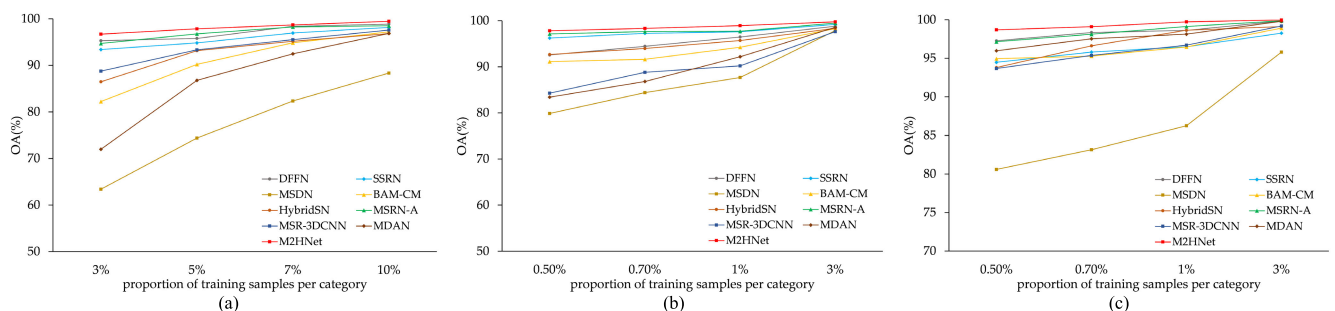 100
90
80
70
60
50
OA(%)
DFFN
SSRN
MSDN
BAM-CM
HybridSN
MSRN-A
MSR-3DCNN
MDAN
M2HNet
3%
5%
7%
10%
proportion of training samples per category
(a)
100
90
80
70
60
50
OA(%)
DFFN
SSRN
MSDN
BAM-CM
HybridSN
MSRN-A
MSR-3DCNN
MDAN
M2HNet
0.50%
0.70%
1%
3%
proportion of training samples per category
(b)
100
95
90
85
80
75
70
OA(%)
DFFN
SSRN
MSDN
BAM-CM
HybridSN
MSRN-A
MSR-3DCNN
MDAN
M2HNet
0.50%
0.70%
1%
3%
proportion of training samples per category
(c)